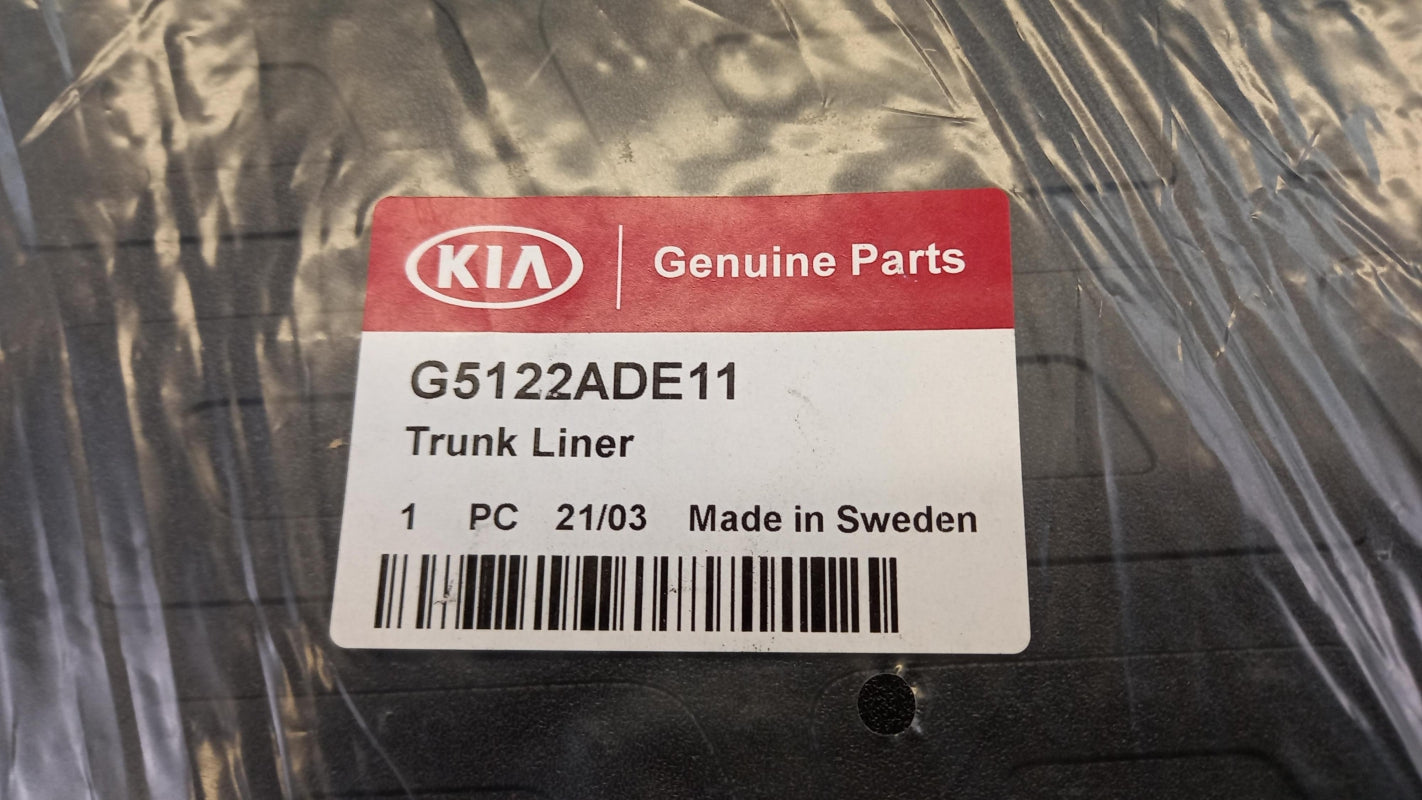 KIA Genuine Parts
G5122ADE11
Trunk Liner
1 PC 21/03 Made in Sweden